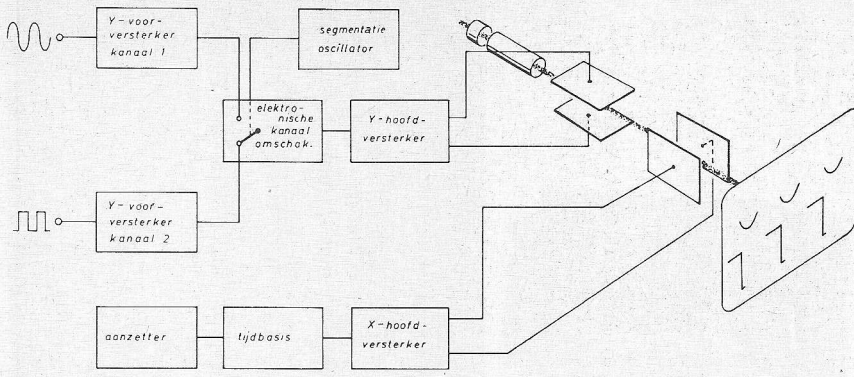 Y-voor-
versterker
kanaal 1
segmentatie
oscillator
elektro-
nische
kanaal
omschak.
Y-hoofd-
versterker
Y-voor-
versterker
kanaal 2
aanzetter
tijdbasis
X-hoofd-
versterker